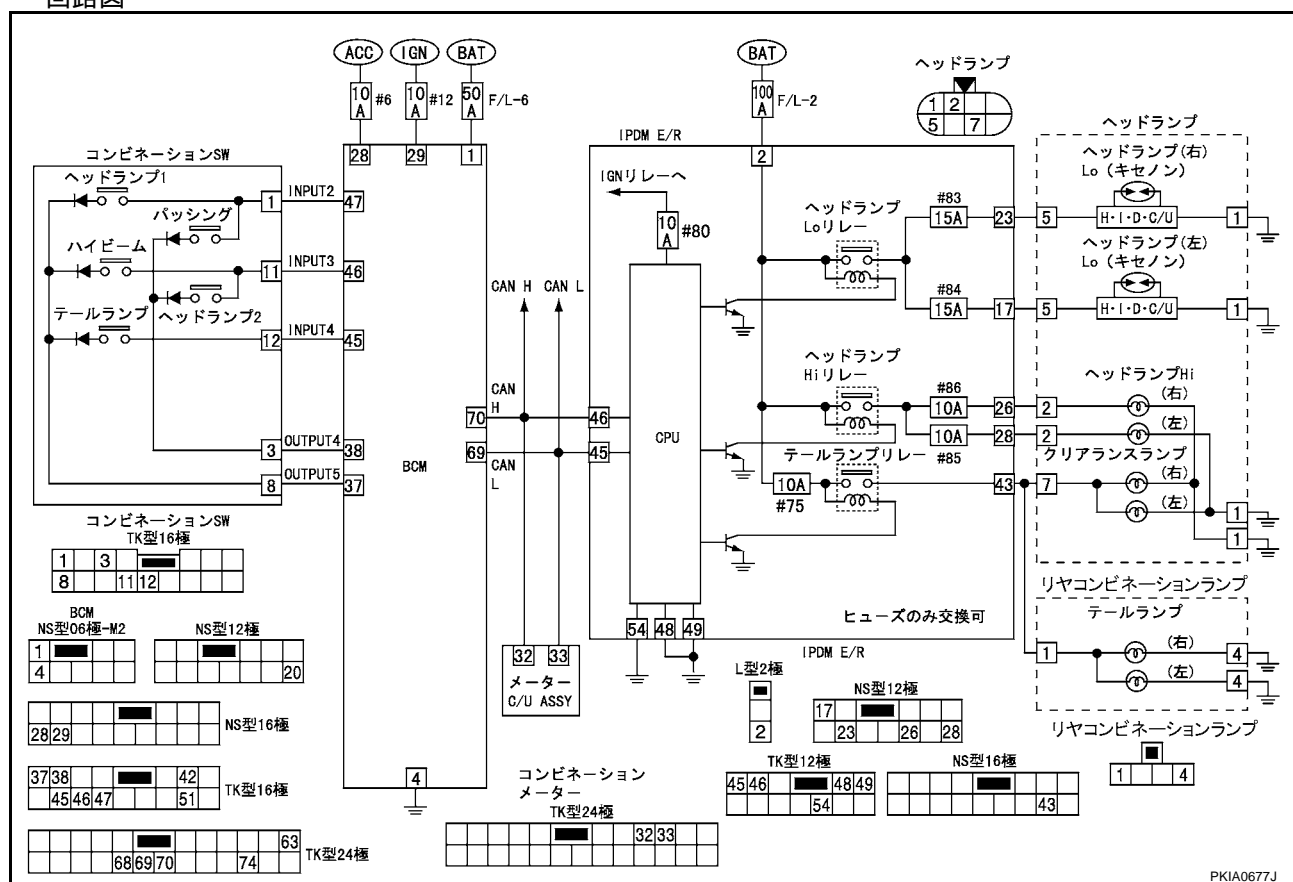 回路図
ACC
IGN
BAT
10A #6
10A #12
50A F/L-6
28
29
1
BAT
100A F/L-2
2
IPDM E/R
ヘッドランプ
1 2
5 7
コンビネーションSW
ヘッドランプ1
パッシング
ハイビーム
テールランプ
ヘッドランプ2
1 INPUT2 47
11 INPUT3 46
12 INPUT4 45
3 OUTPUT4 38
8 OUTPUT5 37
BCM
70 CAN H
69 CAN L
4
CAN H
CAN L
32 33
メーター
C/U ASSY
IGNリレーへ
10A #80
46
45
CPU
54 48 49
ヘッドランプ
Loリレー
#83
15A 23
#84
15A 17
ヘッドランプ
Hiリレー
#86
10A 26
10A 28
#85
テールランプリレー
10A
#75
43
ヒューズのみ交換可
IPDM E/R
ヘッドランプ
ヘッドランプ(右)
Lo (キセノン)
5 H・I・D・C/U 1
ヘッドランプ(左)
Lo (キセノン)
5 H・I・D・C/U 1
ヘッドランプHi
2 (右)
2 (左)
クリアランスランプ
7 (右)
(左)
1
1
リヤコンビネーションランプ
テールランプ
1 (右) 4
(左) 4
リヤコンビネーションランプ
1 4
コンビネーションSW
TK型16極
1 3
8 11 12
BCM
NS型06極-M2
1
4
NS型12極
20
NS型16極
28 29
TK型16極
37 38 42
45 46 47 51
TK型24極
63
68 69 70 74
コンビネーション
メーター
TK型24極
32 33
L型2極
2
NS型12極
17
23 26 28
TK型12極
45 46 48 49
54
NS型16極
43
PKIA0677J